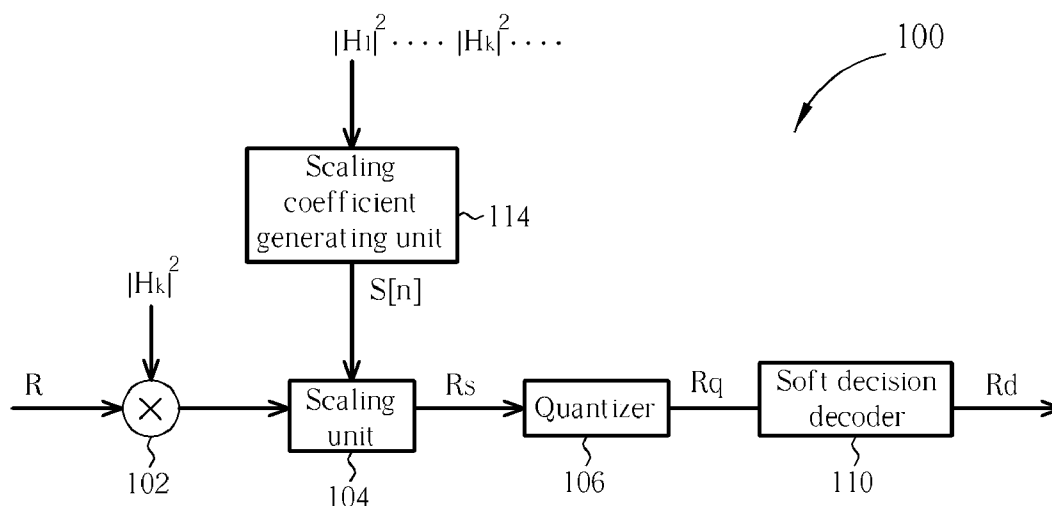 |H1|² ···· |Hk|² ····
100
Scaling
coefficient
generating unit
114
|Hk|²
S[n]
R
×
102
Scaling
unit
104
Rs
Quantizer
106
Rq
Soft decision
decoder
110
Rd